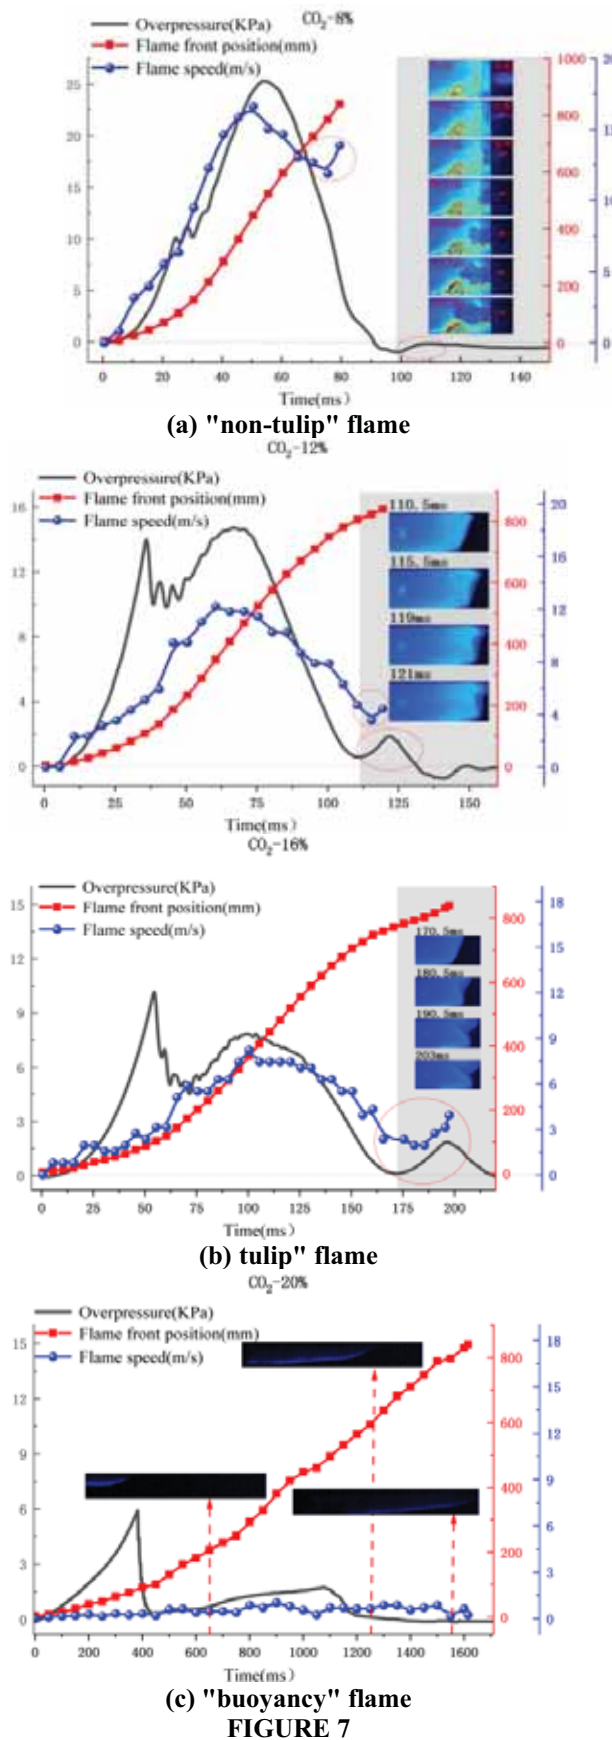 CO₂-8%
Overpressure(KPa)
Flame front position(mm)
Flame speed(m/s)
25
20
15
10
5
0
1000
800
600
400
200
0
20
15
10
5
0
0 20 40 60 80 100 120 140
Time(ms)
(a) "non-tulip" flame
CO₂-12%
Overpressure(KPa)
Flame front position(mm)
Flame speed(m/s)
16
12
8
4
0
800
600
400
200
0
20
16
12
8
4
0
110.5ms
115.5ms
119ms
121ms
0 25 50 75 100 125 150
Time(ms)
CO₂-16%
Overpressure(KPa)
Flame front position(mm)
Flame speed(m/s)
15
12
9
6
3
0
800
600
400
200
0
18
15
12
9
6
3
0
170.5ms
180.5ms
190.5ms
203ms
0 25 50 75 100 125 150 175 200
Time(ms)
(b) tulip" flame
CO₂-20%
Overpressure(KPa)
Flame front position(mm)
Flame speed(m/s)
15
12
9
6
3
0
800
600
400
200
0
18
15
12
9
6
3
0
0 200 400 600 800 1000 1200 1400 1600
Time(ms)
(c) "buoyancy" flame
FIGURE 7